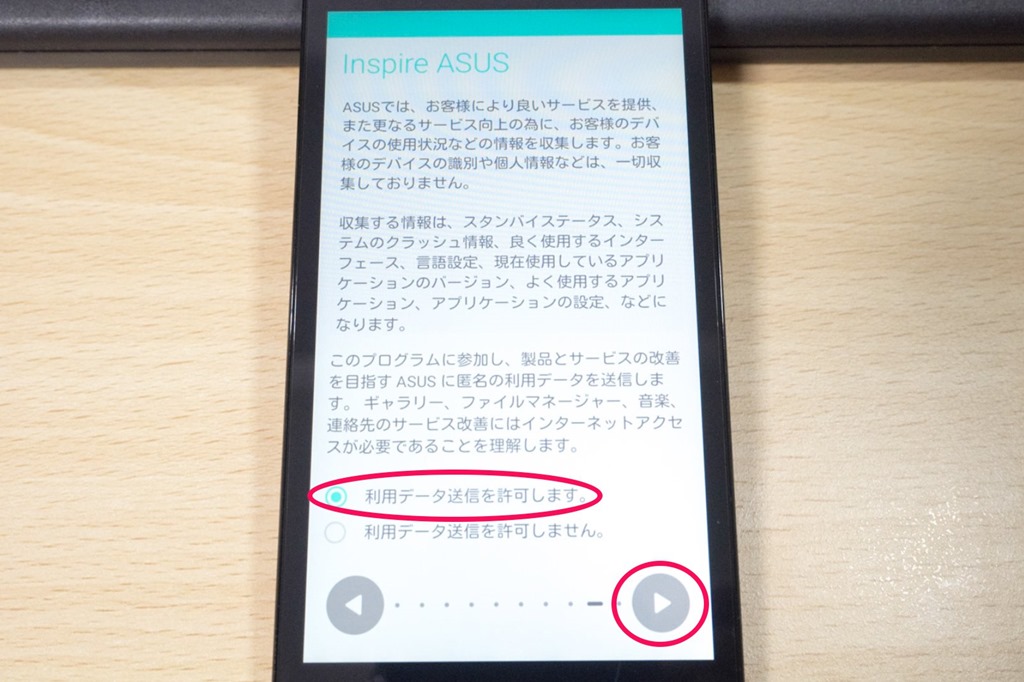 Inspire ASUS
ASUSでは、お客様により良いサービスを提供、
また更なるサービス向上の為に、お客様のデバ
イスの使用状況などの情報を収集します。お客
様のデバイスの識別や個人情報などは、一切収
集しておりません。
収集する情報は、スタンバイステータス、シス
テムのクラッシュ情報、良く使用するインター
フェース、言語設定、現在使用しているアプリ
ケーションのバージョン、よく使用するアプリ
ケーション、アプリケーションの設定、などに
なります。
このプログラムに参加し、製品とサービスの改善
を目指す ASUS に匿名の利用データを送信しま
す。 ギャラリー、ファイルマネージャー、音楽、
連絡先のサービス改善にはインターネットアクセ
スが必要であることを理解します。
利用データ送信を許可します。
利用データ送信を許可しません。